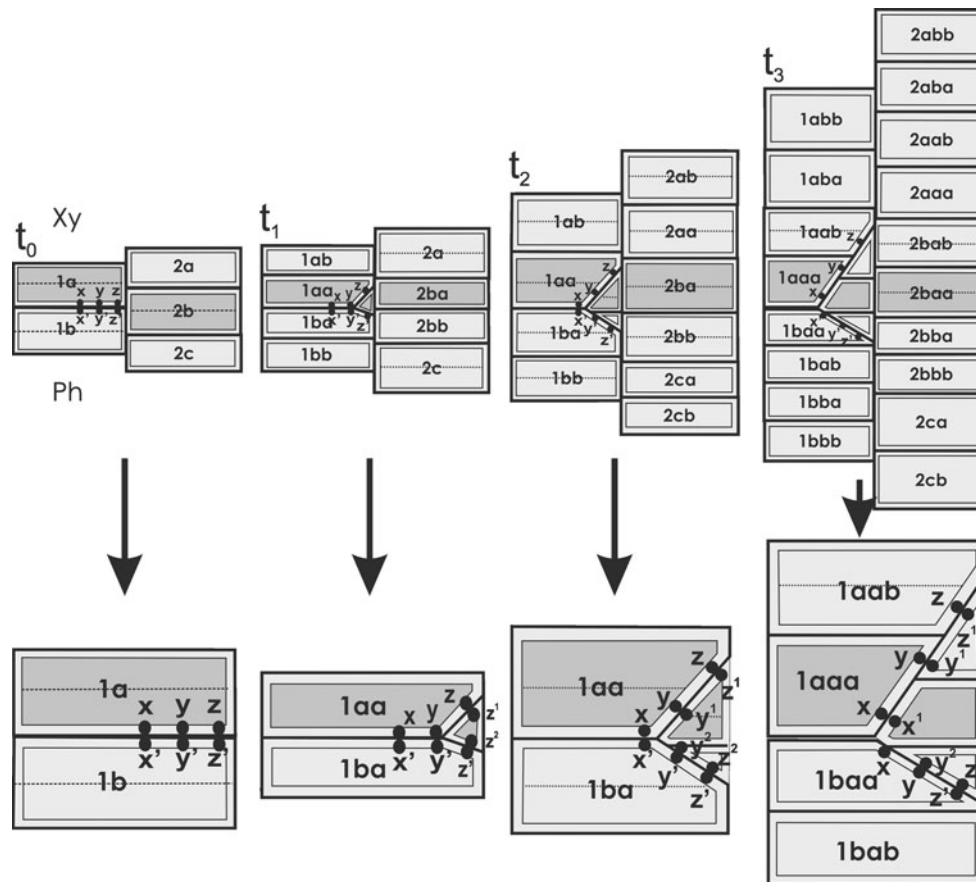 Xy
t0
1a
x y z
x' y' z'
1b
2a
2b
2c
Ph
t1
1ab
1aa
x y z
1ba
x' y' z'
1bb
2a
2ba
2bb
2c
t2
1ab
1aa
x y z
1ba
x' y' z'
1bb
2ab
2aa
2ba
2bb
2ca
2cb
t3
1abb
1aba
1aab
z
1aaa
y
x
x
1baa
y'
z'
1bab
1bba
1bbb
2abb
2aba
2aab
2aaa
2bab
2baa
2bba
2bbb
2ca
2cb
1a
x y z
x' y' z'
1b
1aa
x y z
z1
z2
x' y' z'
1ba
1aa
x y z
z1
y1
y2
x' y' z'
1ba
1aab
z
z1
y
y1
1aaa
x
x1
x
y2
1baa
y
z'
1bab